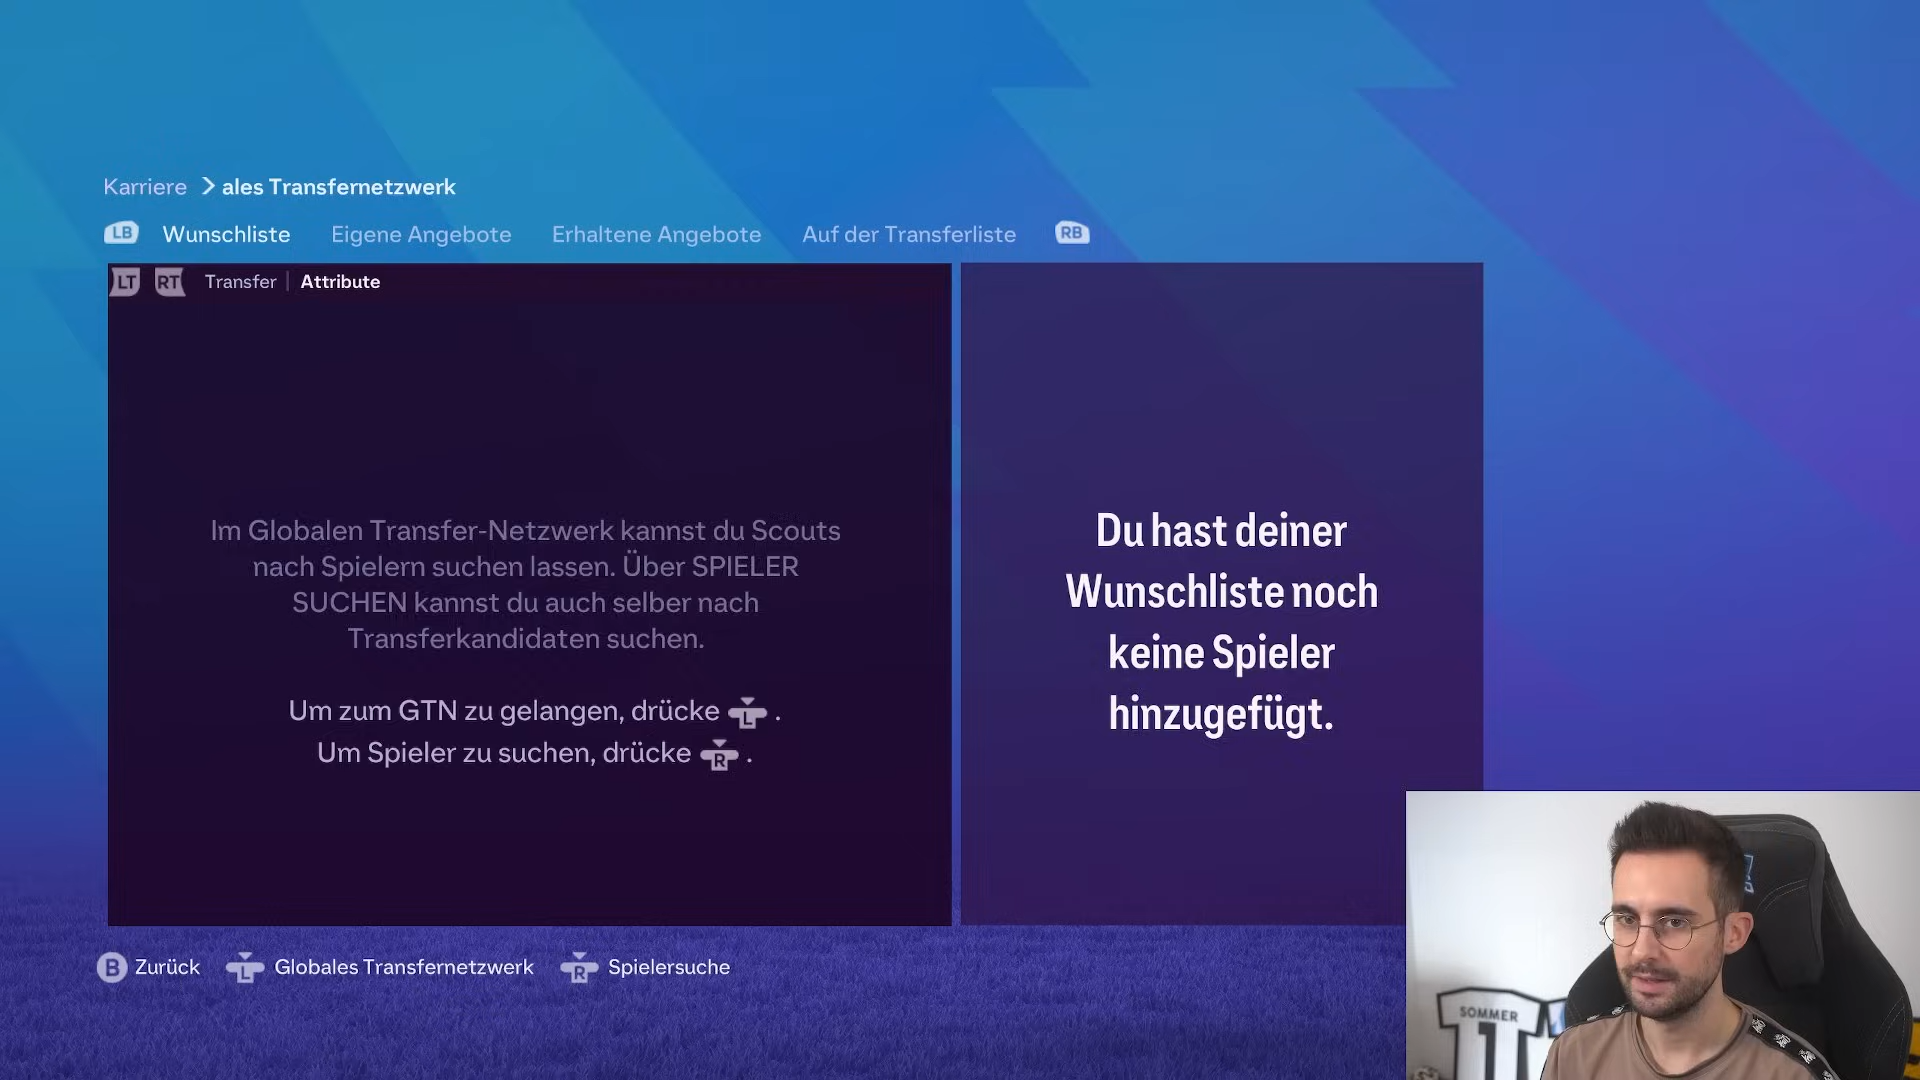 Karriere > ales Transfernetzwerk
LB Wunschliste Eigene Angebote Erhaltene Angebote Auf der Transferliste RB
LT RT Transfer | Attribute
Im Globalen Transfer-Netzwerk kannst du Scouts
nach Spielern suchen lassen. Über SPIELER
SUCHEN kannst du auch selber nach
Transferkandidaten suchen.
Um zum GTN zu gelangen, drücke L .
Um Spieler zu suchen, drücke R .
Du hast deiner
Wunschliste noch
keine Spieler
hinzugefügt.
B Zurück L Globales Transfernetzwerk R Spielersuche
SOMMER
1